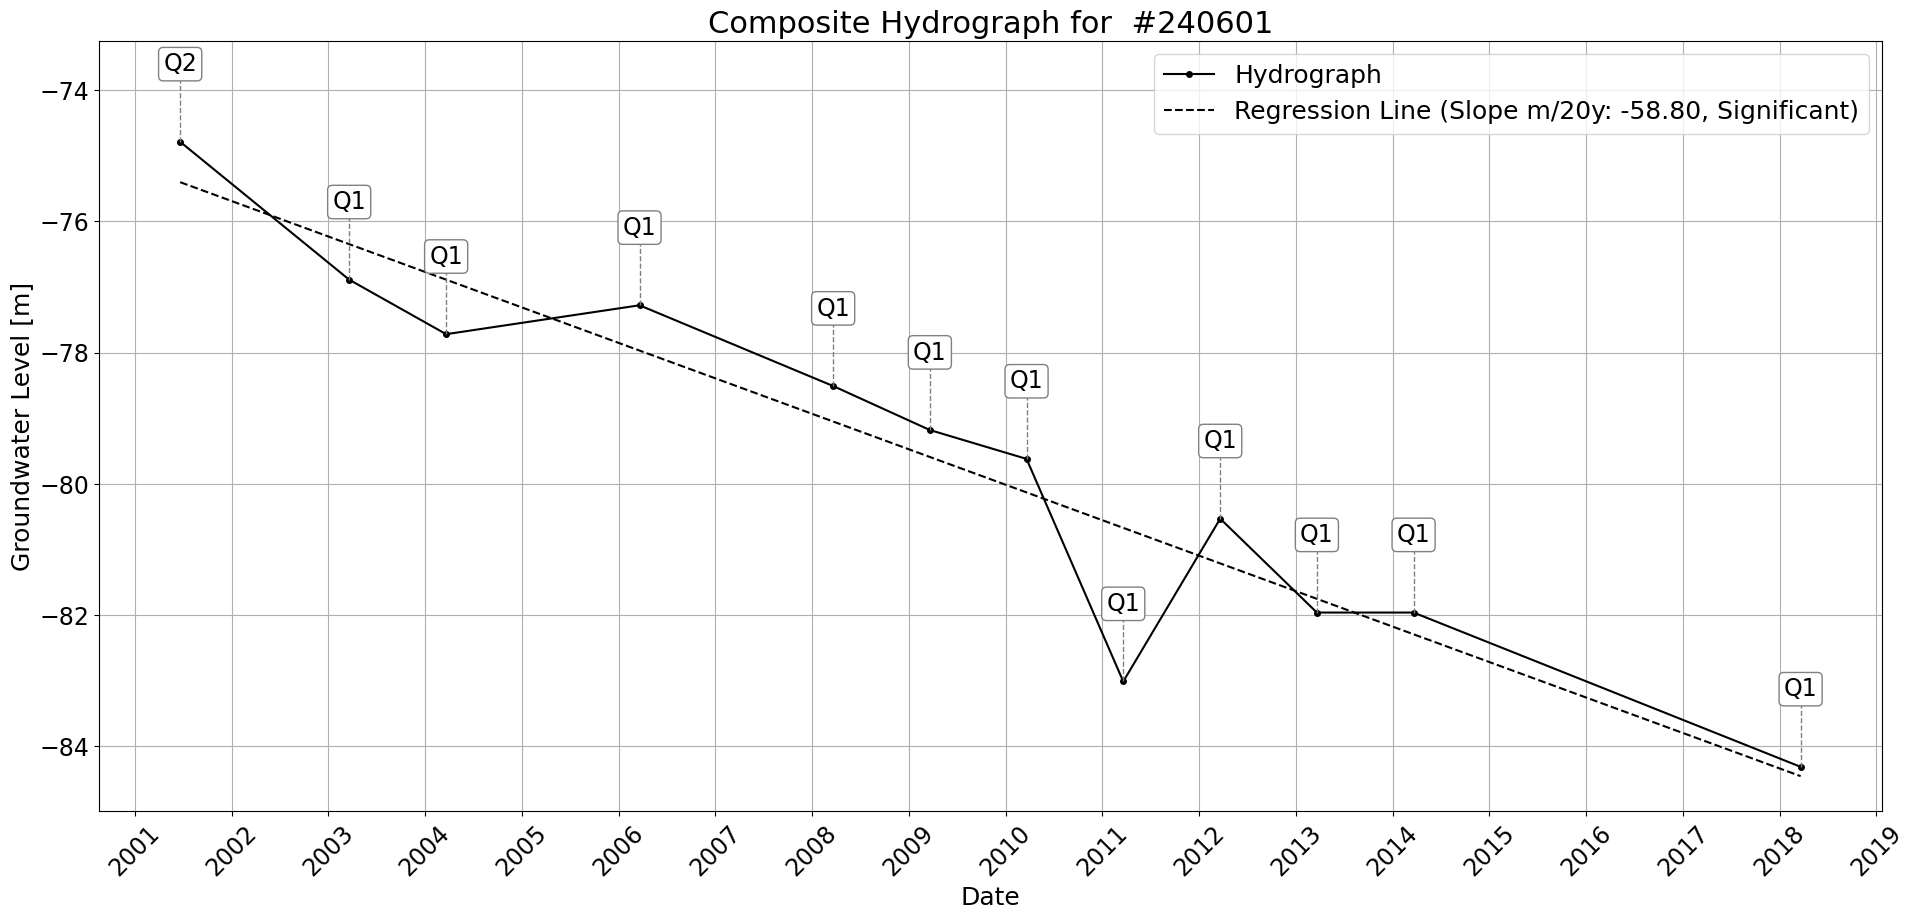 Composite Hydrograph for  #240601
Hydrograph
Regression Line (Slope m/20y: -58.80, Significant)
Q2
Q1
Q1
Q1
Q1
Q1
Q1
Q1
Q1
Q1
Q1
Q1
−74
−76
−78
−80
−82
−84
Groundwater Level [m]
2001
2002
2003
2004
2005
2006
2007
2008
2009
2010
2011
2012
2013
2014
2015
2016
2017
2018
2019
Date